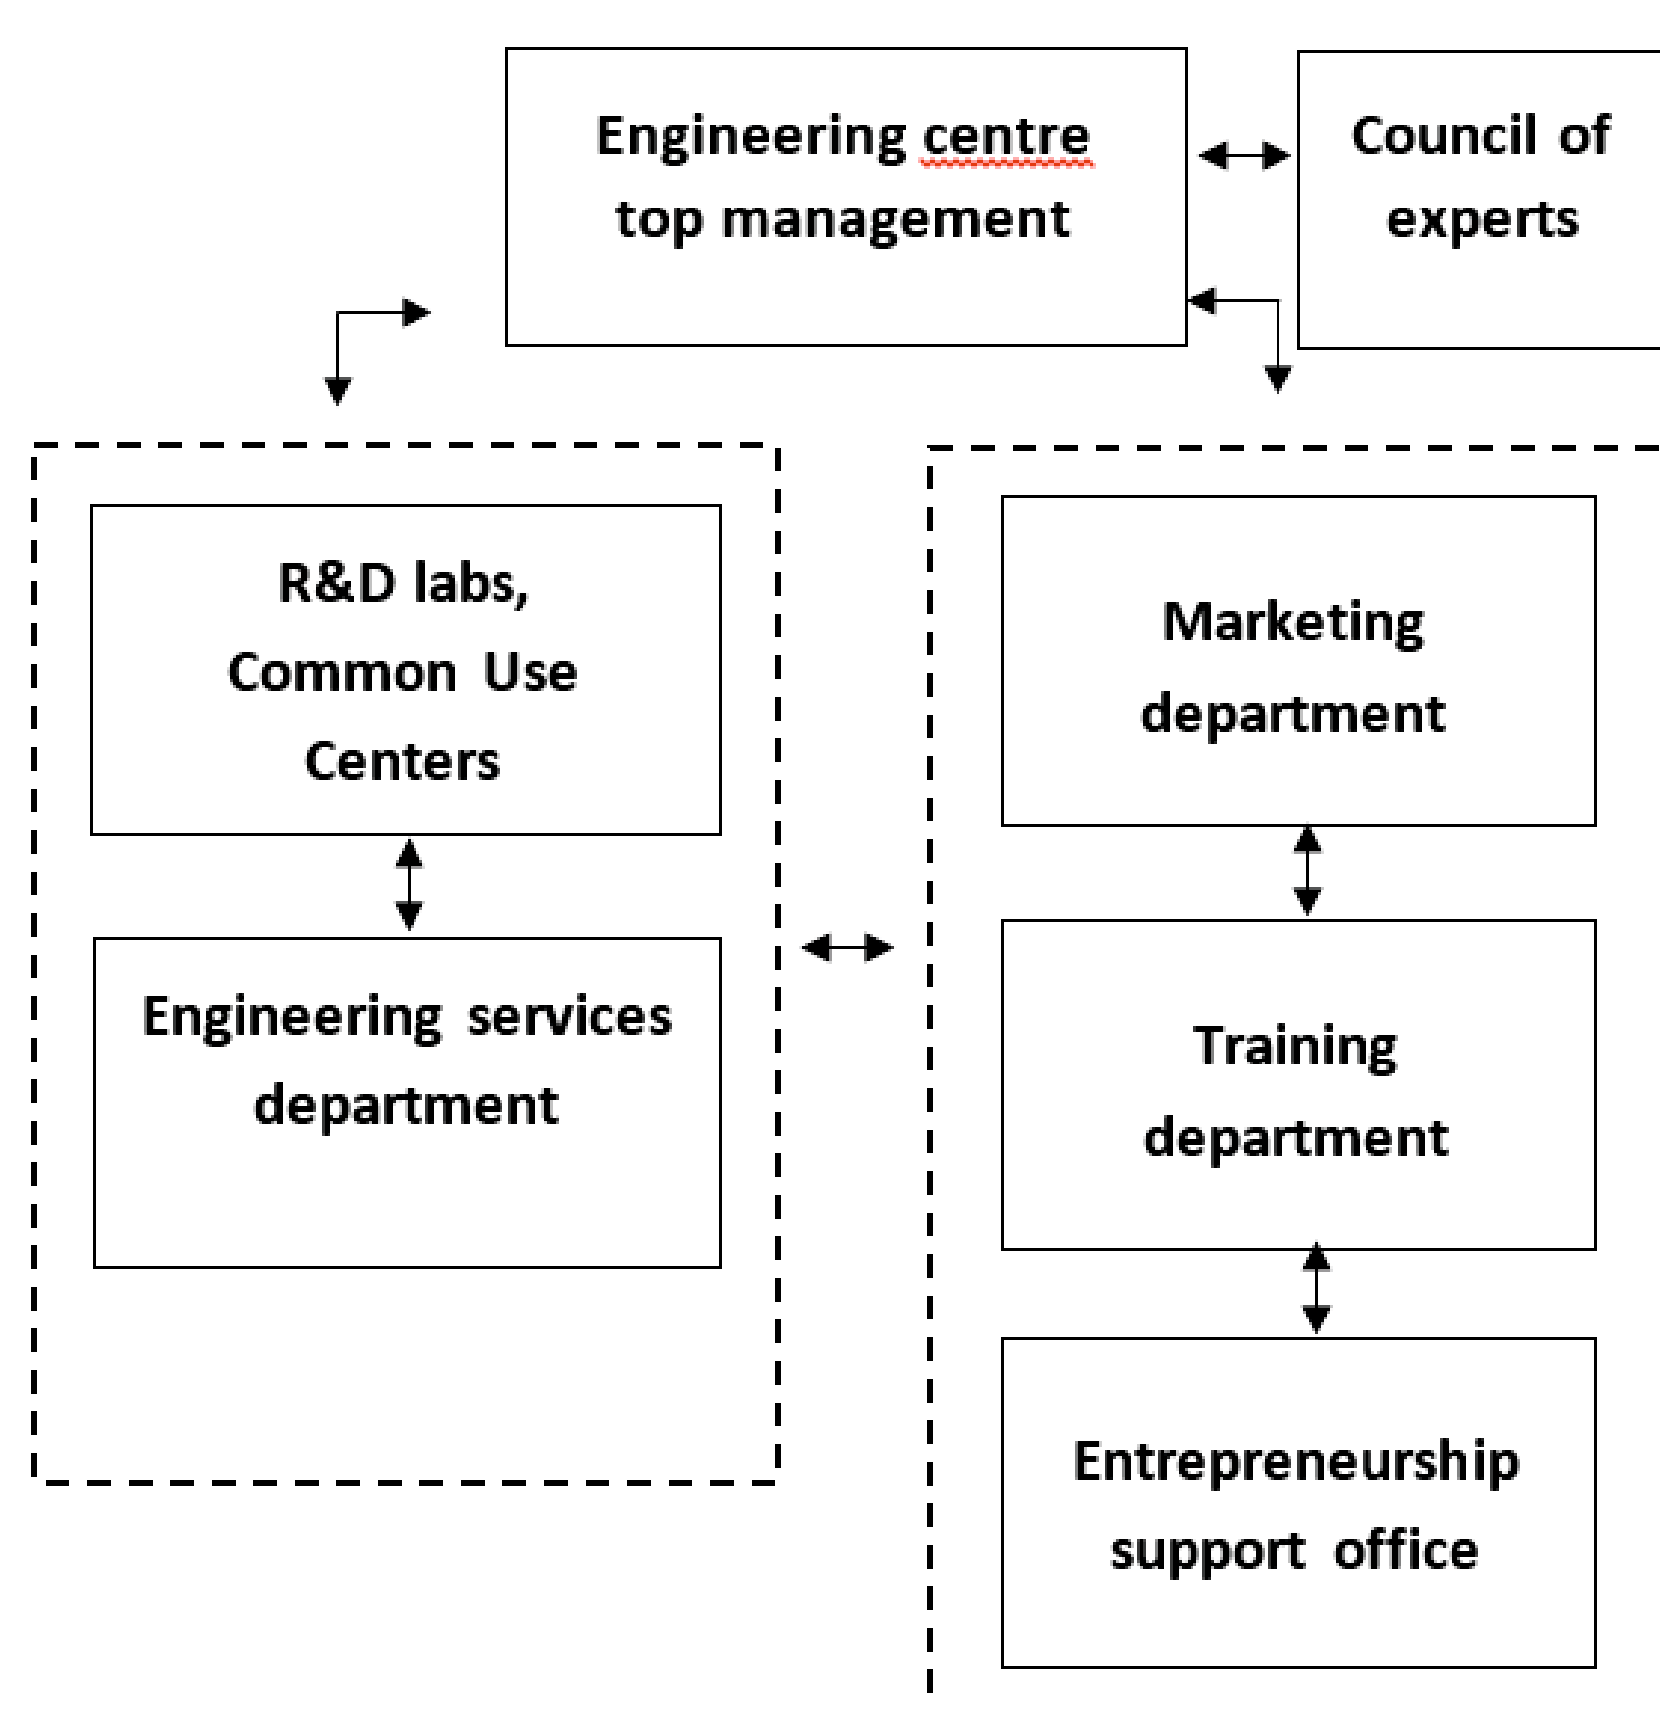 Engineering centre
top management
Council of
experts
R&D labs,
Common Use
Centers
Engineering services
department
Marketing
department
Training
department
Entrepreneurship
support office